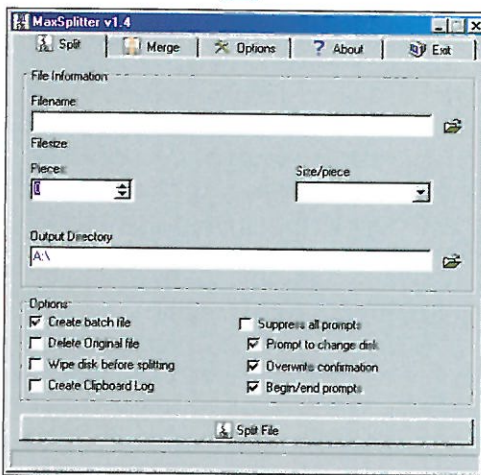 MaxSplitter v1.4
Split Merge Options ? About Exit
File Information
Filename
Filesize
Pieces Size/piece
0
Output Directory
A:\
Options
Create batch file Suppress all prompts
Delete Original file Prompt to change disk
Wipe disk before splitting Overwrite confirmation
Create Clipboard Log Begin/end prompts
Split File